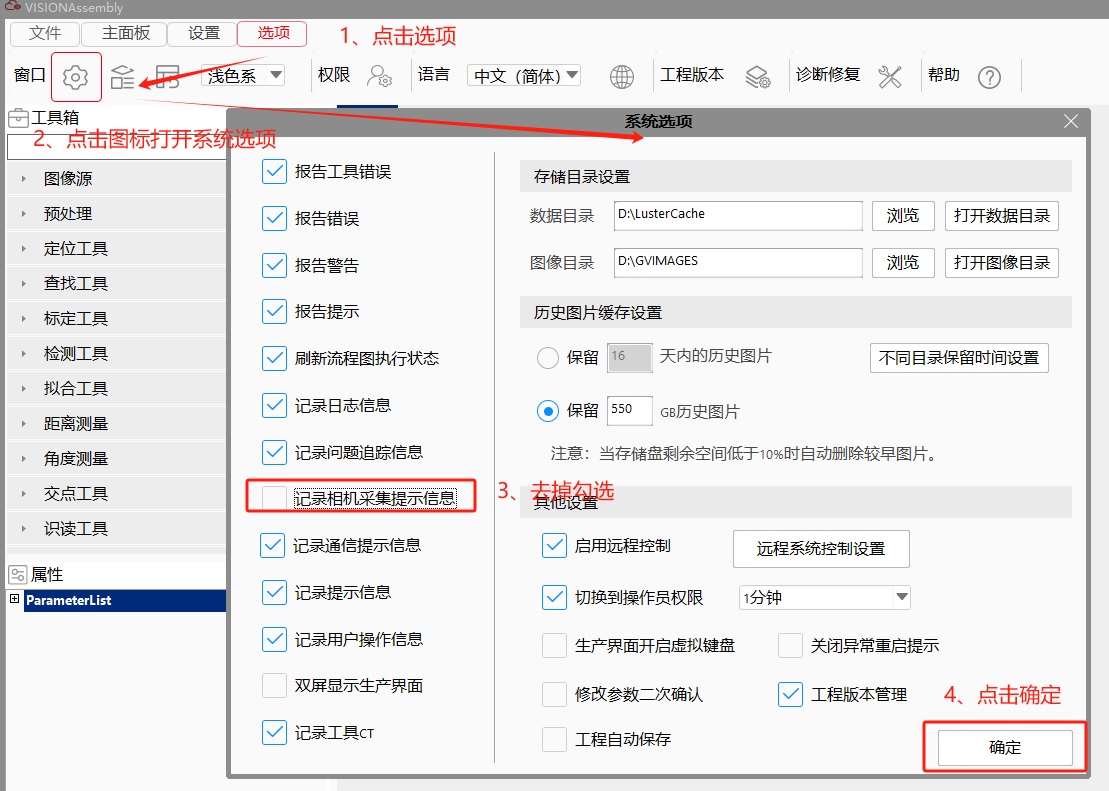 VISIONAssembly
文件 主面板 设置 选项
1、点击选项
窗口 浅色系 权限 语言 中文（简体） 工程版本 诊断修复 帮助
工具箱
2、点击图标打开系统选项
图像源
预处理
定位工具
查找工具
标定工具
检测工具
拟合工具
距离测量
角度测量
交点工具
识读工具
属性
ParameterList
系统选项
报告工具错误
报告错误
报告警告
报告提示
刷新流程图执行状态
记录日志信息
记录问题追踪信息
记录相机采集提示信息
3、去掉勾选
记录通信提示信息
记录提示信息
记录用户操作信息
双屏显示生产界面
记录工具CT
存储目录设置
数据目录 D:\LusterCache 浏览 打开数据目录
图像目录 D:\GVIMAGES 浏览 打开图像目录
历史图片缓存设置
保留 16 天内的历史图片 不同目录保留时间设置
保留 550 GB历史图片
注意：当存储盘剩余空间低于10%时自动删除较早图片。
其他设置
启用远程控制 远程系统控制设置
切换到操作员权限 1分钟
生产界面开启虚拟键盘 关闭异常重启提示
修改参数二次确认 工程版本管理
4、点击确定
工程自动保存
确定